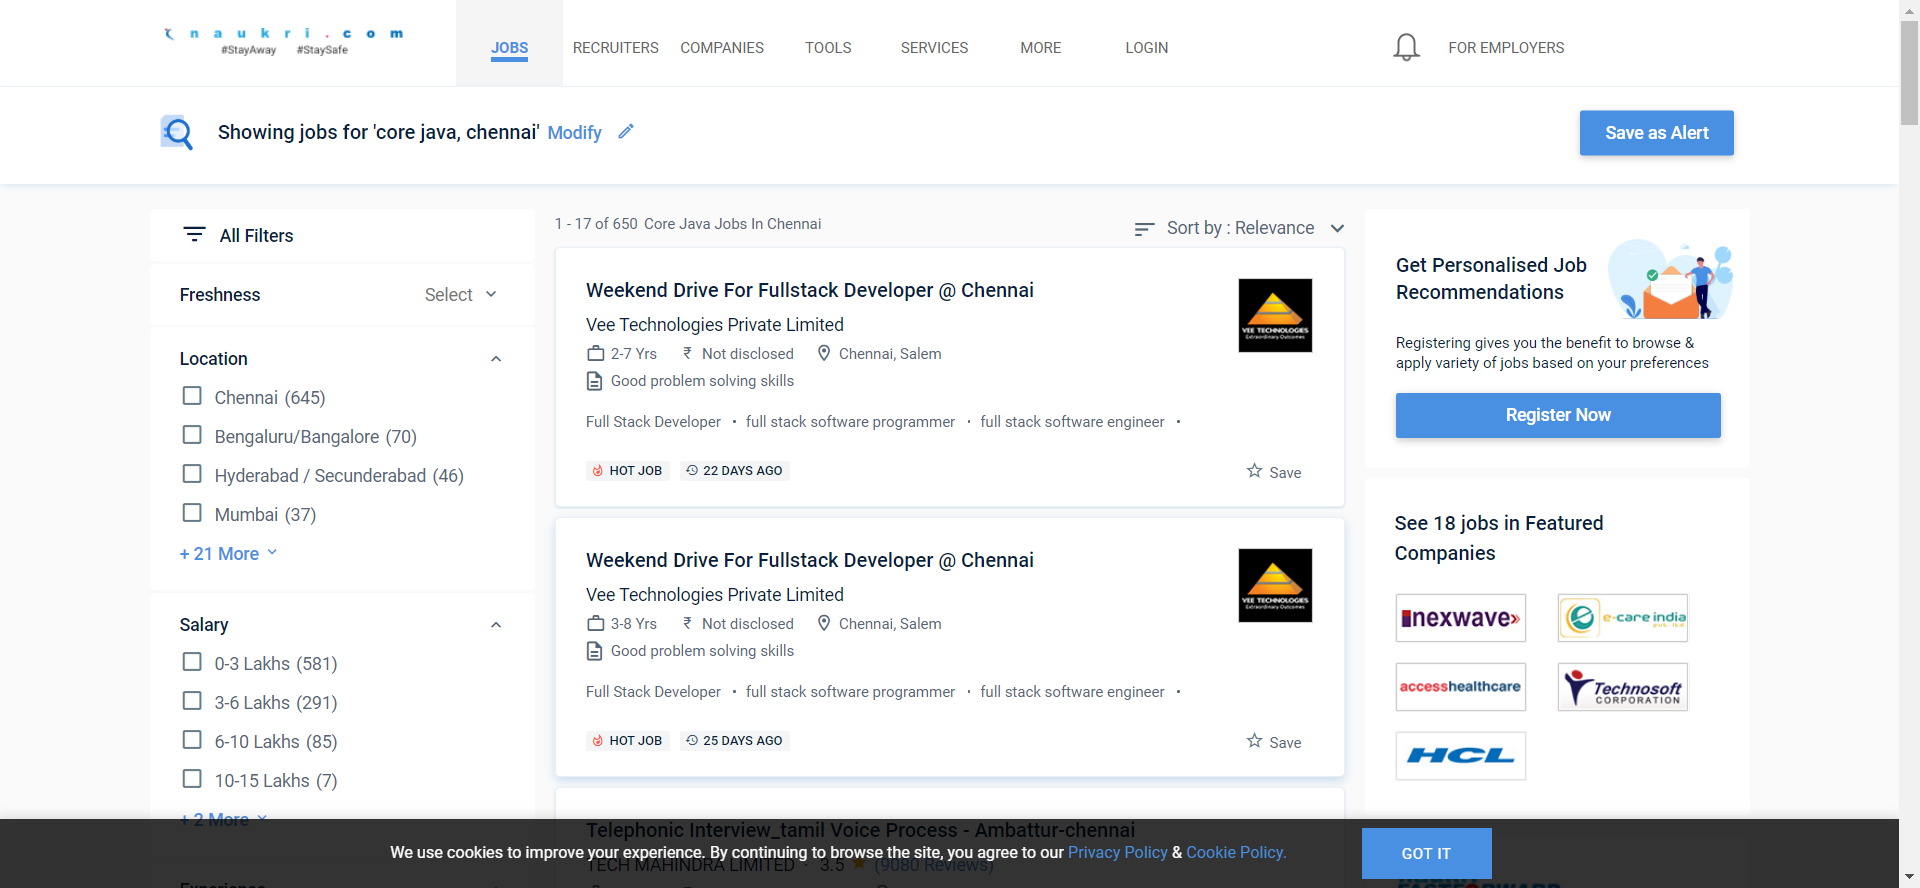 naukri.com
#StayAway #StaySafe
JOBS
RECRUITERS
COMPANIES
TOOLS
SERVICES
MORE
LOGIN
FOR EMPLOYERS
Showing jobs for 'core java, chennai' Modify
Save as Alert
All Filters
Freshness
Select
Location
Chennai (645)
Bengaluru/Bangalore (70)
Hyderabad / Secunderabad (46)
Mumbai (37)
+ 21 More
Salary
0-3 Lakhs (581)
3-6 Lakhs (291)
6-10 Lakhs (85)
10-15 Lakhs (7)
+ 2 More
1 - 17 of 650 Core Java Jobs In Chennai
Sort by : Relevance
Weekend Drive For Fullstack Developer @ Chennai
Vee Technologies Private Limited
2-7 Yrs ₹ Not disclosed Chennai, Salem
Good problem solving skills
Full Stack Developer • full stack software programmer • full stack software engineer •
HOT JOB 22 DAYS AGO
Save
VEE TECHNOLOGIES
Extraordinary Outcomes
Weekend Drive For Fullstack Developer @ Chennai
Vee Technologies Private Limited
3-8 Yrs ₹ Not disclosed Chennai, Salem
Good problem solving skills
Full Stack Developer • full stack software programmer • full stack software engineer •
HOT JOB 25 DAYS AGO
Save
VEE TECHNOLOGIES
Extraordinary Outcomes
Telephonic Interview_tamil Voice Process - Ambattur-chennai
TECH MAHINDRA LIMITED · 3.5 ★ (9080 Reviews)
Get Personalised Job
Recommendations
Registering gives you the benefit to browse &
apply variety of jobs based on your preferences
Register Now
See 18 jobs in Featured
Companies
nexwave
e-care india
pvt. ltd
accesshealthcare
Technosoft
CORPORATION
HCL
We use cookies to improve your experience. By continuing to browse the site, you agree to our Privacy Policy & Cookie Policy.
GOT IT